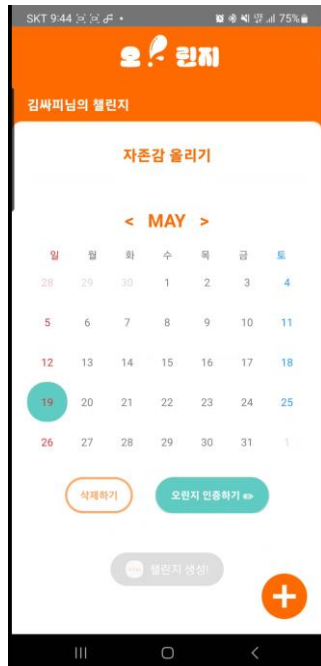 SKT 9:44
75%
오!린지
김싸피님의 챌린지
자존감 올리기
< MAY >
일 월 화 수 목 금 토
28 29 30 1 2 3 4
5 6 7 8 9 10 11
12 13 14 15 16 17 18
19 20 21 22 23 24 25
26 27 28 29 30 31 1
삭제하기
오린지 인증하기
챌린지 생성!
+